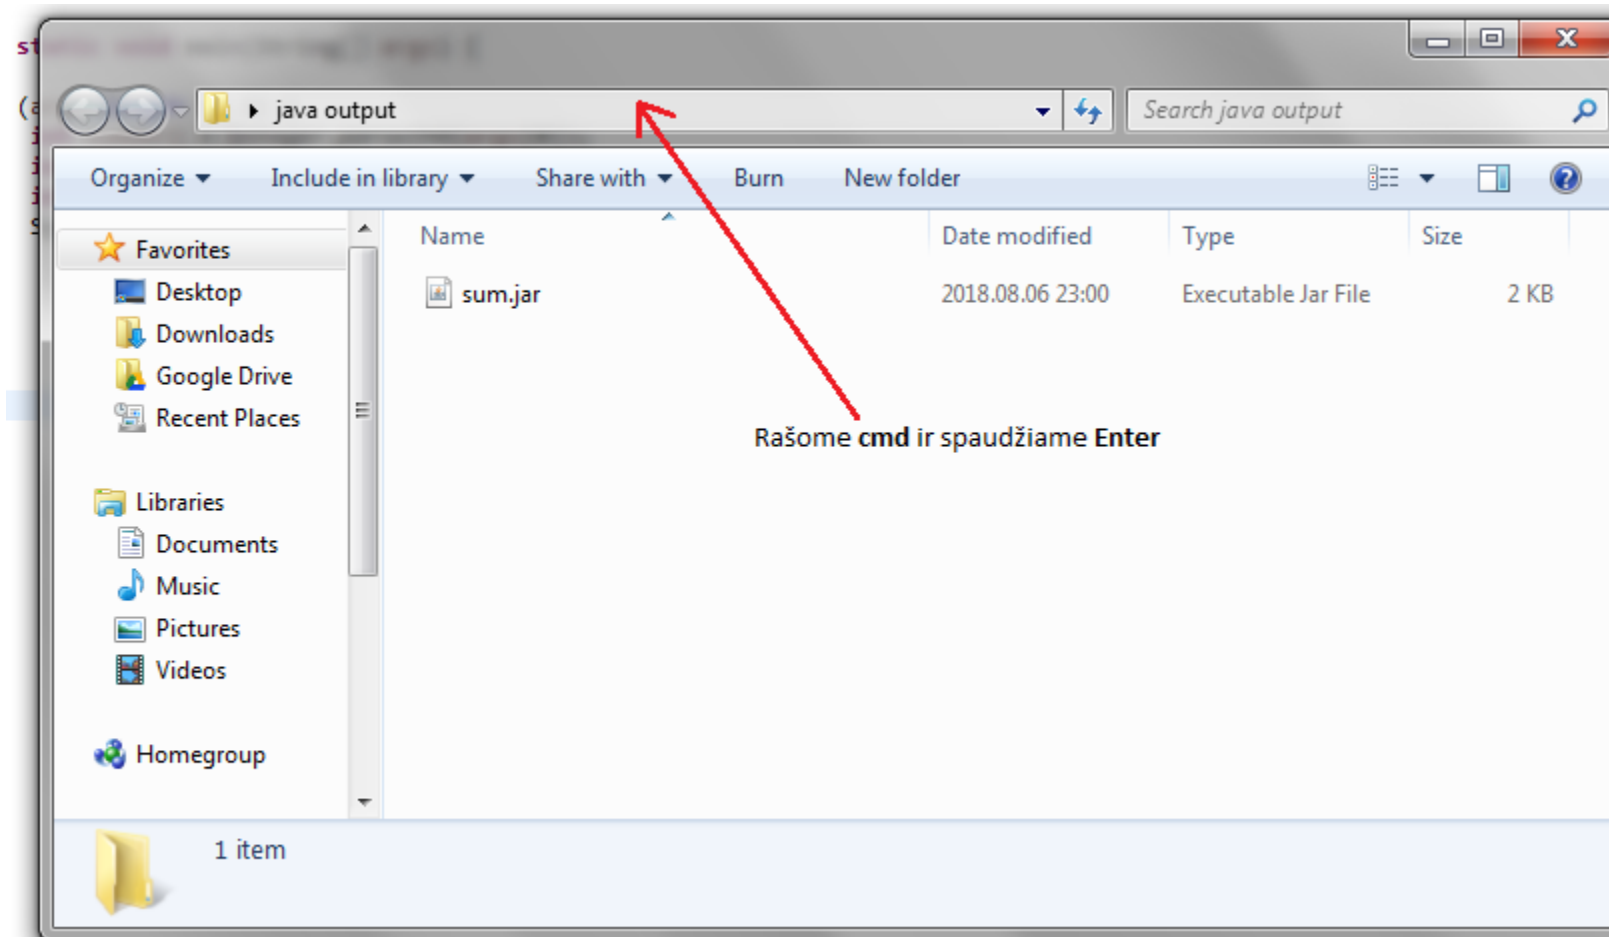 java output
Search java output
Organize Include in library Share with Burn New folder
Name Date modified Type Size
Favorites
sum.jar 2018.08.06 23:00 Executable Jar File 2 KB
Desktop
Downloads
Google Drive
Recent Places
Rašome cmd ir spaudžiame Enter
Libraries
Documents
Music
Pictures
Videos
Homegroup
1 item